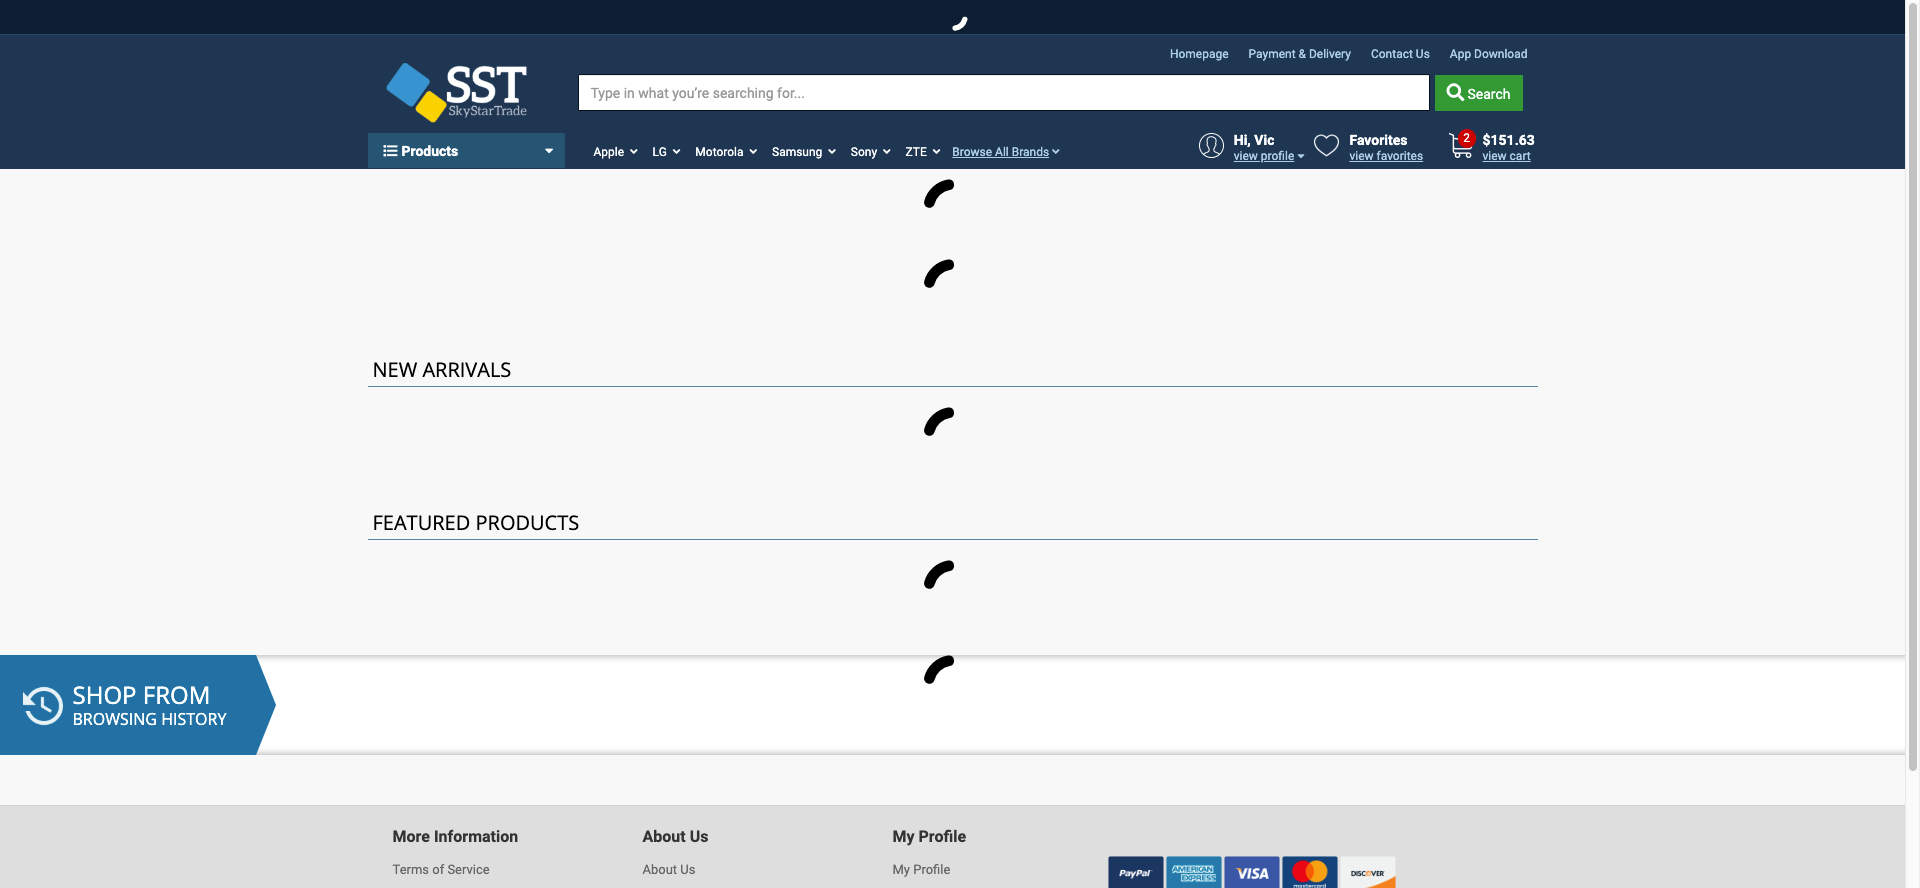 Homepage Payment & Delivery Contact Us App Download
SST
SkyStarTrade
Type in what you're searching for...
Search
Products
Apple LG Motorola Samsung Sony ZTE Browse All Brands
Hi, Vic
view profile
Favorites
view favorites
2
$151.63
view cart
NEW ARRIVALS
FEATURED PRODUCTS
SHOP FROM
BROWSING HISTORY
More Information
Terms of Service
About Us
About Us
My Profile
My Profile
PayPal
AMERICAN EXPRESS
VISA
mastercard
DISCOVER